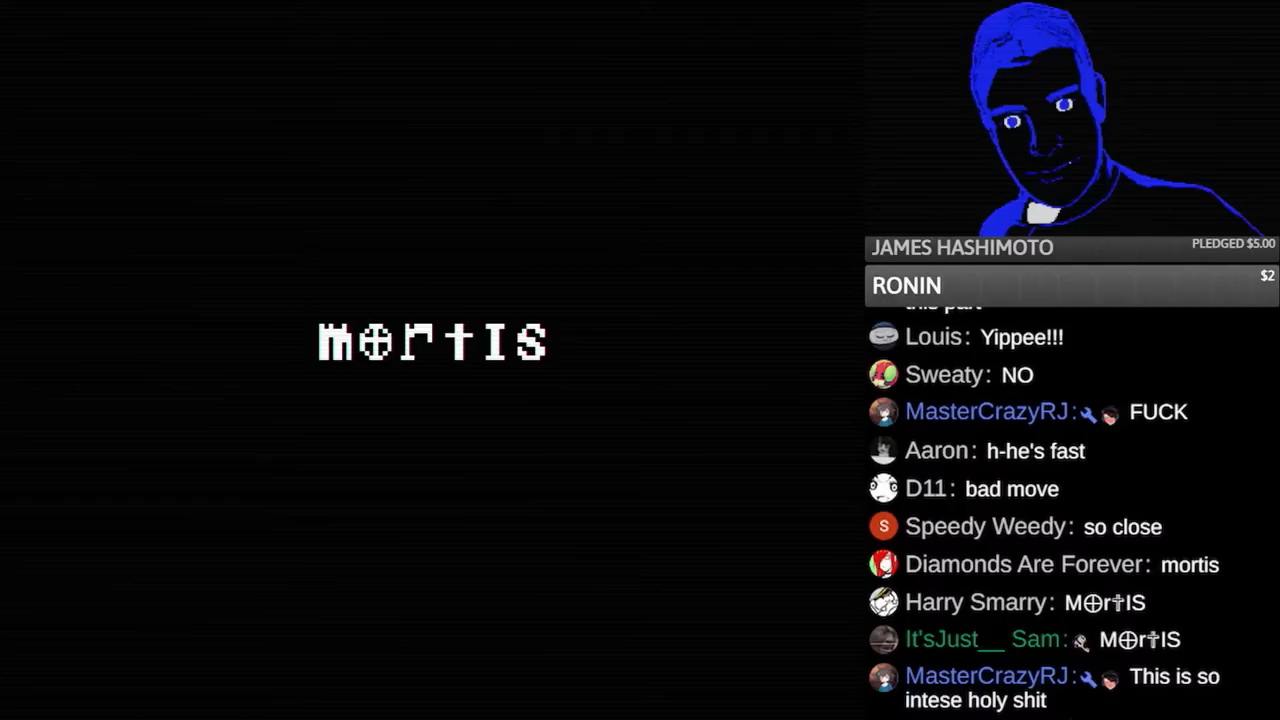 m⊕r✝IS
JAMES HASHIMOTO PLEDGED $5.00
RONIN $2
this part
Louis: Yippee!!!
Sweaty: NO
MasterCrazyRJ: FUCK
Aaron: h-he's fast
D11: bad move
S Speedy Weedy: so close
Diamonds Are Forever: mortis
Harry Smarry: M⊕r✝IS
It'sJust__ Sam: M⊕r✝IS
MasterCrazyRJ: This is so
intese holy shit